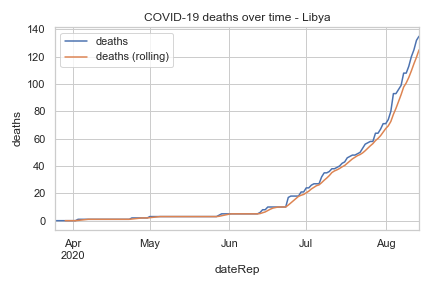 COVID-19 deaths over time - Libya
deaths
deaths (rolling)
140
120
100
80
60
40
20
0
deaths
Apr
2020
May
Jun
Jul
Aug
dateRep